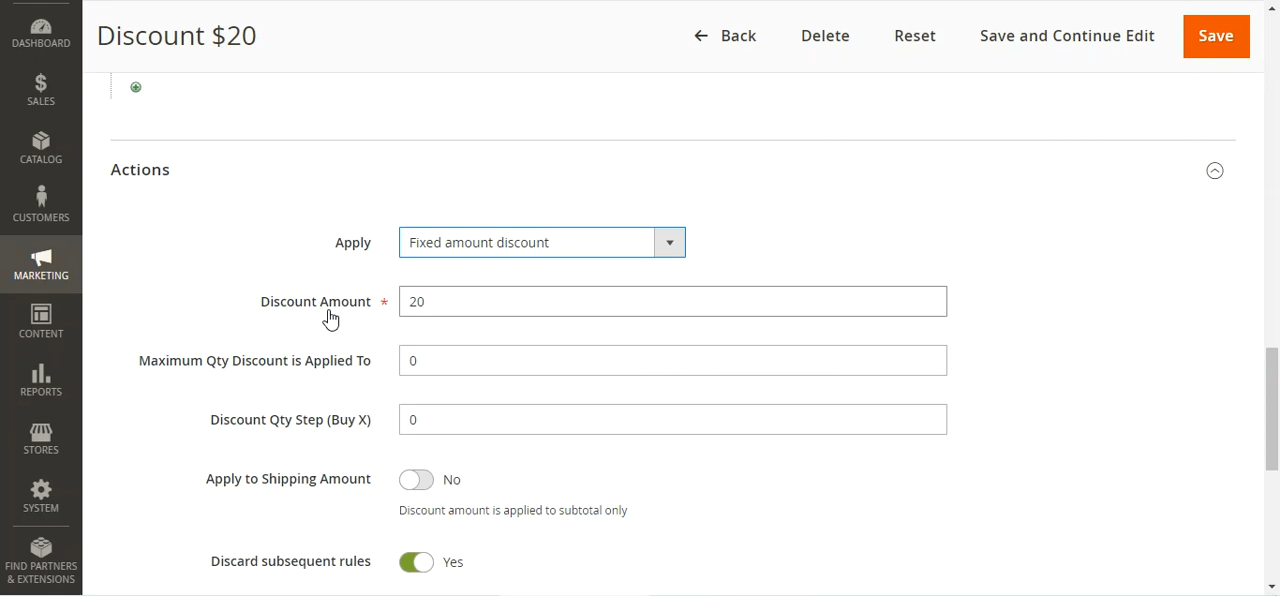 Discount $20
Back
Delete
Reset
Save and Continue Edit
Save
DASHBOARD
$
SALES
CATALOG
CUSTOMERS
MARKETING
CONTENT
REPORTS
STORES
SYSTEM
FIND PARTNERS
& EXTENSIONS
Actions
Apply
Fixed amount discount
Discount Amount *
20
Maximum Qty Discount is Applied To
0
Discount Qty Step (Buy X)
0
Apply to Shipping Amount
No
Discount amount is applied to subtotal only
Discard subsequent rules
Yes